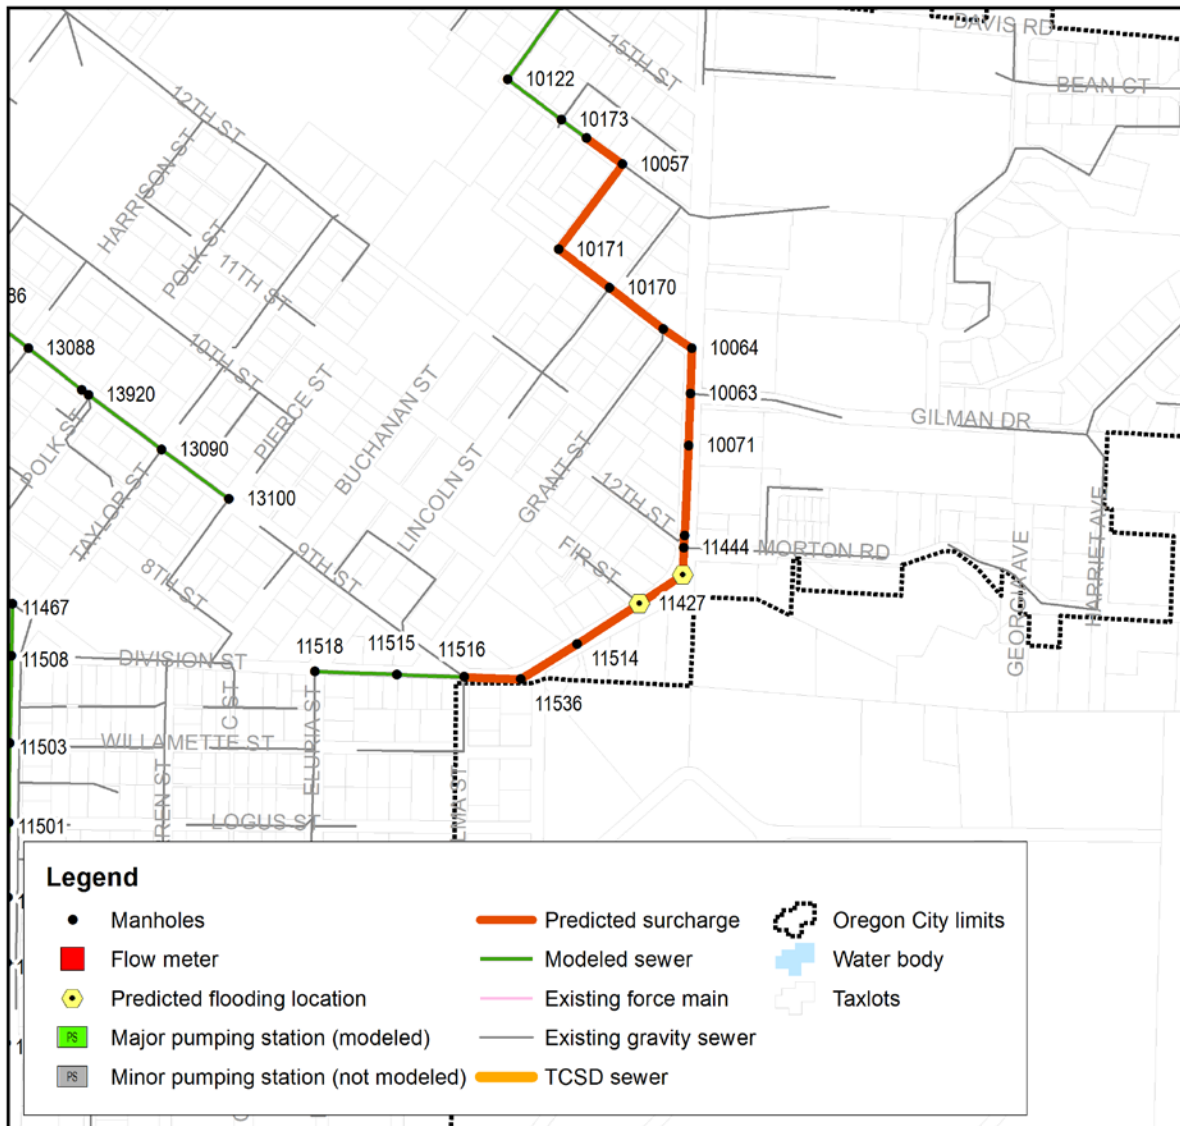 DAVIS RD
15TH ST
10122
BEAN CT
12TH ST
10173
10057
HARRISON ST
POLK ST
10171
11TH ST
10170
86
13088
10TH ST
10064
13920
PIERCE ST
10063
BUCHANAN ST
GILMAN DR
POLK ST
13090
10071
LINCOLN ST
GRANT ST
13100
12TH ST
TAYLOR ST
9TH ST
FIR ST
11444
MORTON RD
GEORGIA AVE
HARRIET AVE
8TH ST
11467
11427
11518
11515
11516
11514
11508
DIVISION ST
C ST
11536
ELURIA ST
11503
WILLAMETTE ST
REN ST
LMA ST
11501
LOGUS ST
Legend
Manholes
Flow meter
Predicted flooding location
PS
Major pumping station (modeled)
PS
Minor pumping station (not modeled)
Predicted surcharge
Modeled sewer
Existing force main
Existing gravity sewer
TCSD sewer
Oregon City limits
Water body
Taxlots